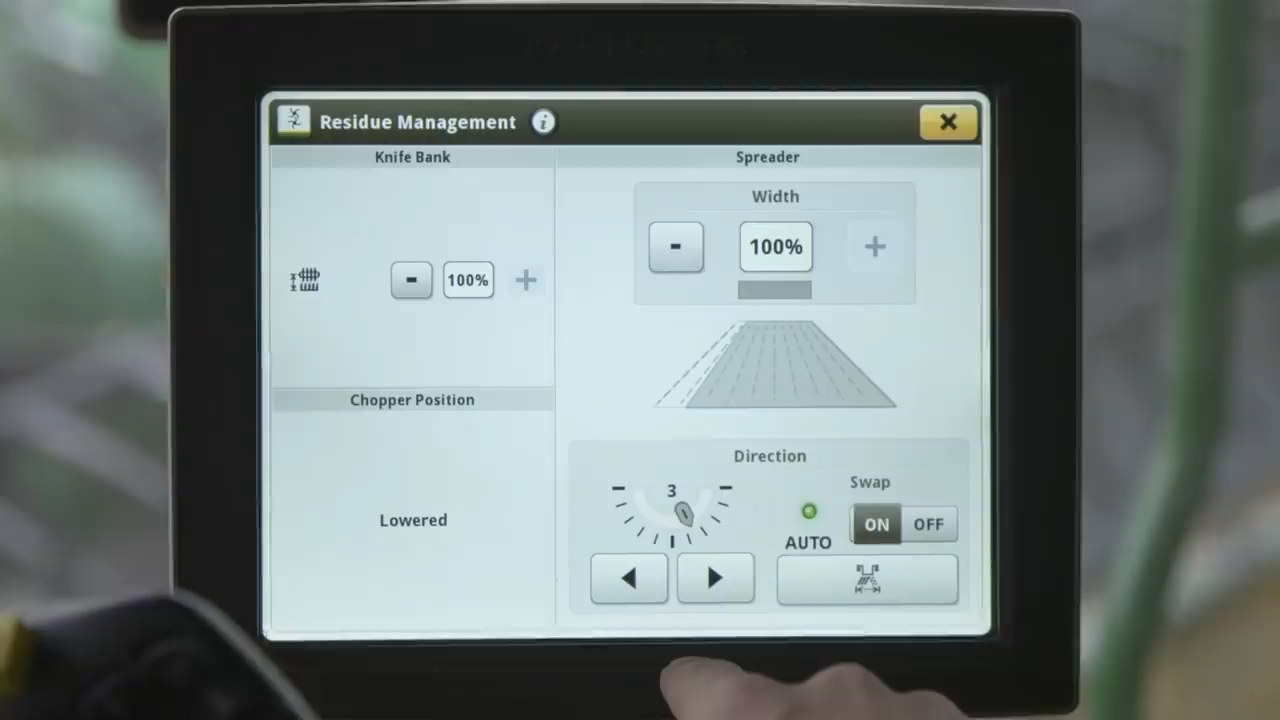 Residue Management i X
Knife Bank
- 100% +
Chopper Position
Lowered
Spreader
Width
- 100% +
Direction
3
Swap
AUTO
ON OFF